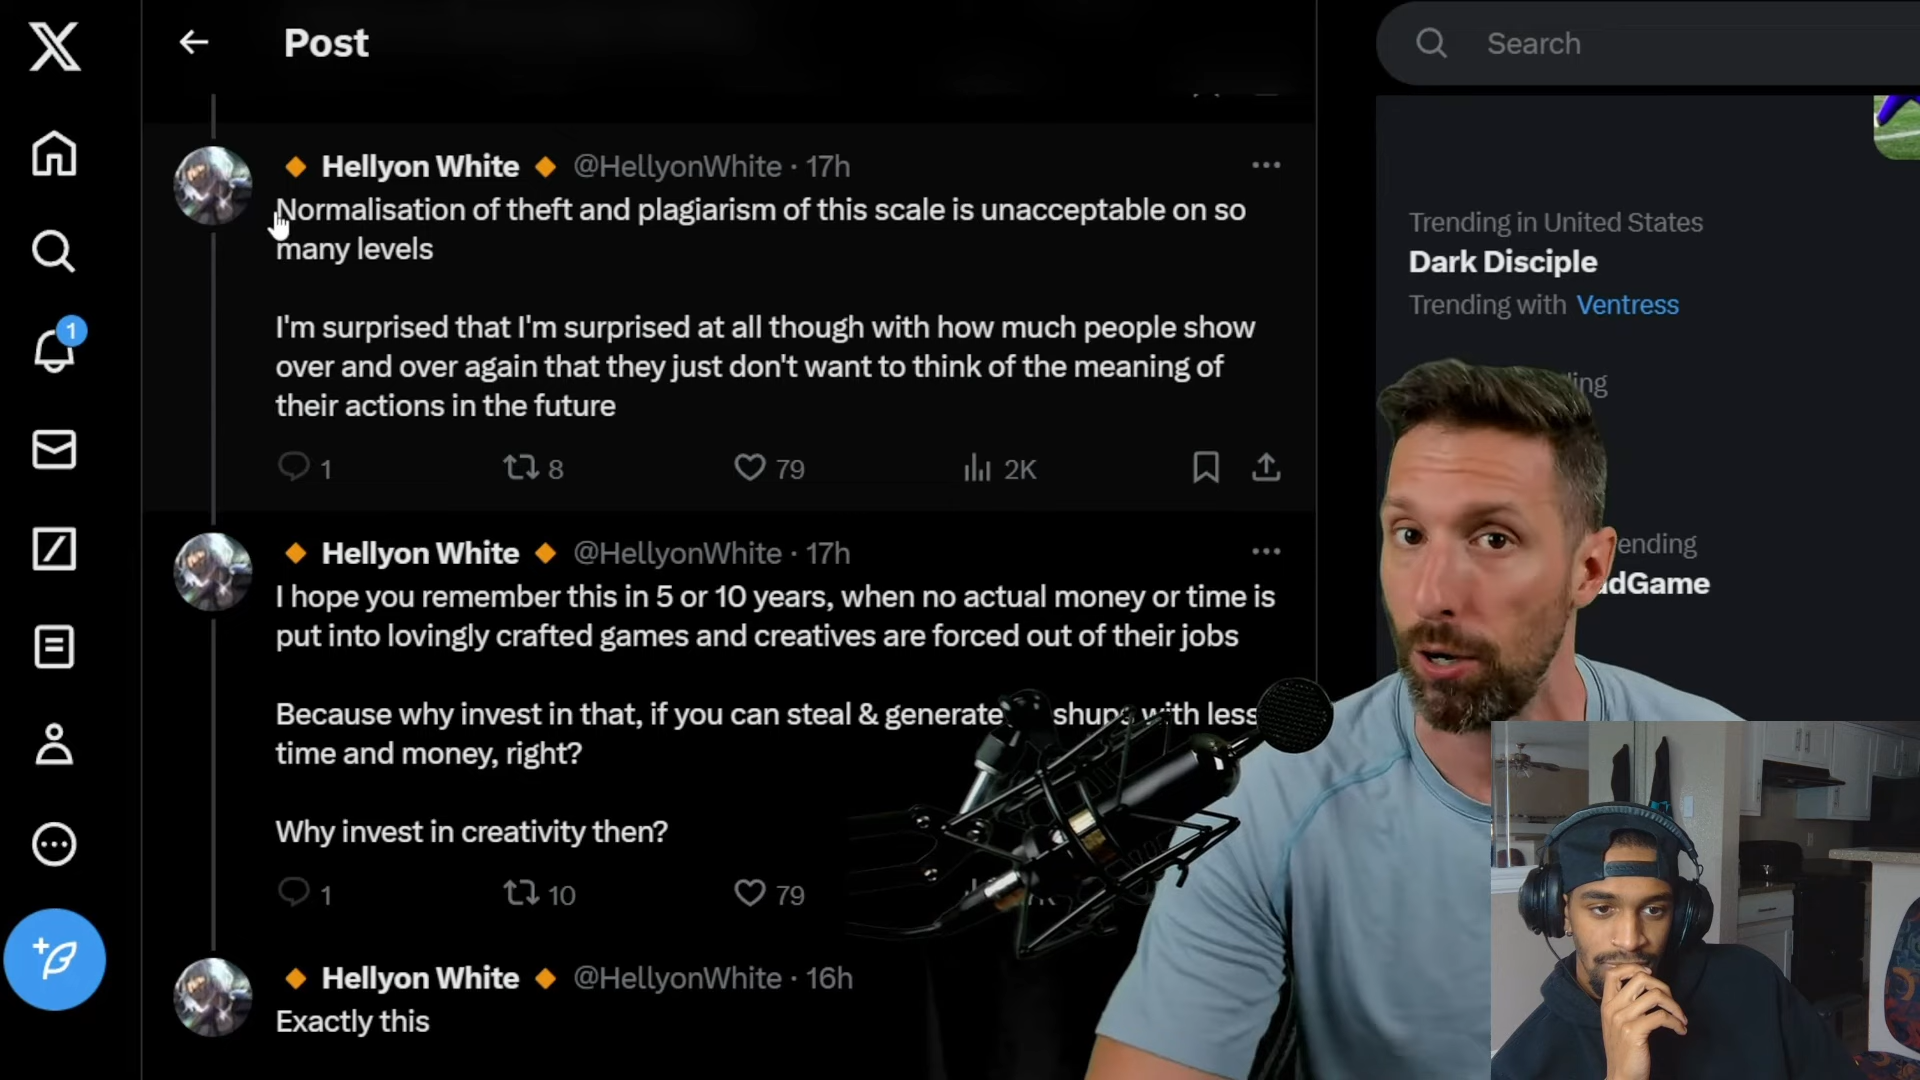 Post
Search
Hellyon White @HellyonWhite · 17h
Normalisation of theft and plagiarism of this scale is unacceptable on so
many levels
I'm surprised that I'm surprised at all though with how much people show
over and over again that they just don't want to think of the meaning of
their actions in the future
1 8 79 2K
Hellyon White @HellyonWhite · 17h
I hope you remember this in 5 or 10 years, when no actual money or time is
put into lovingly crafted games and creatives are forced out of their jobs
Because why invest in that, if you can steal & generate with less
time and money, right?
Why invest in creativity then?
1 10 79
Hellyon White @HellyonWhite · 16h
Exactly this
1
Trending in United States
Dark Disciple
Trending with Ventress
ending
dGame